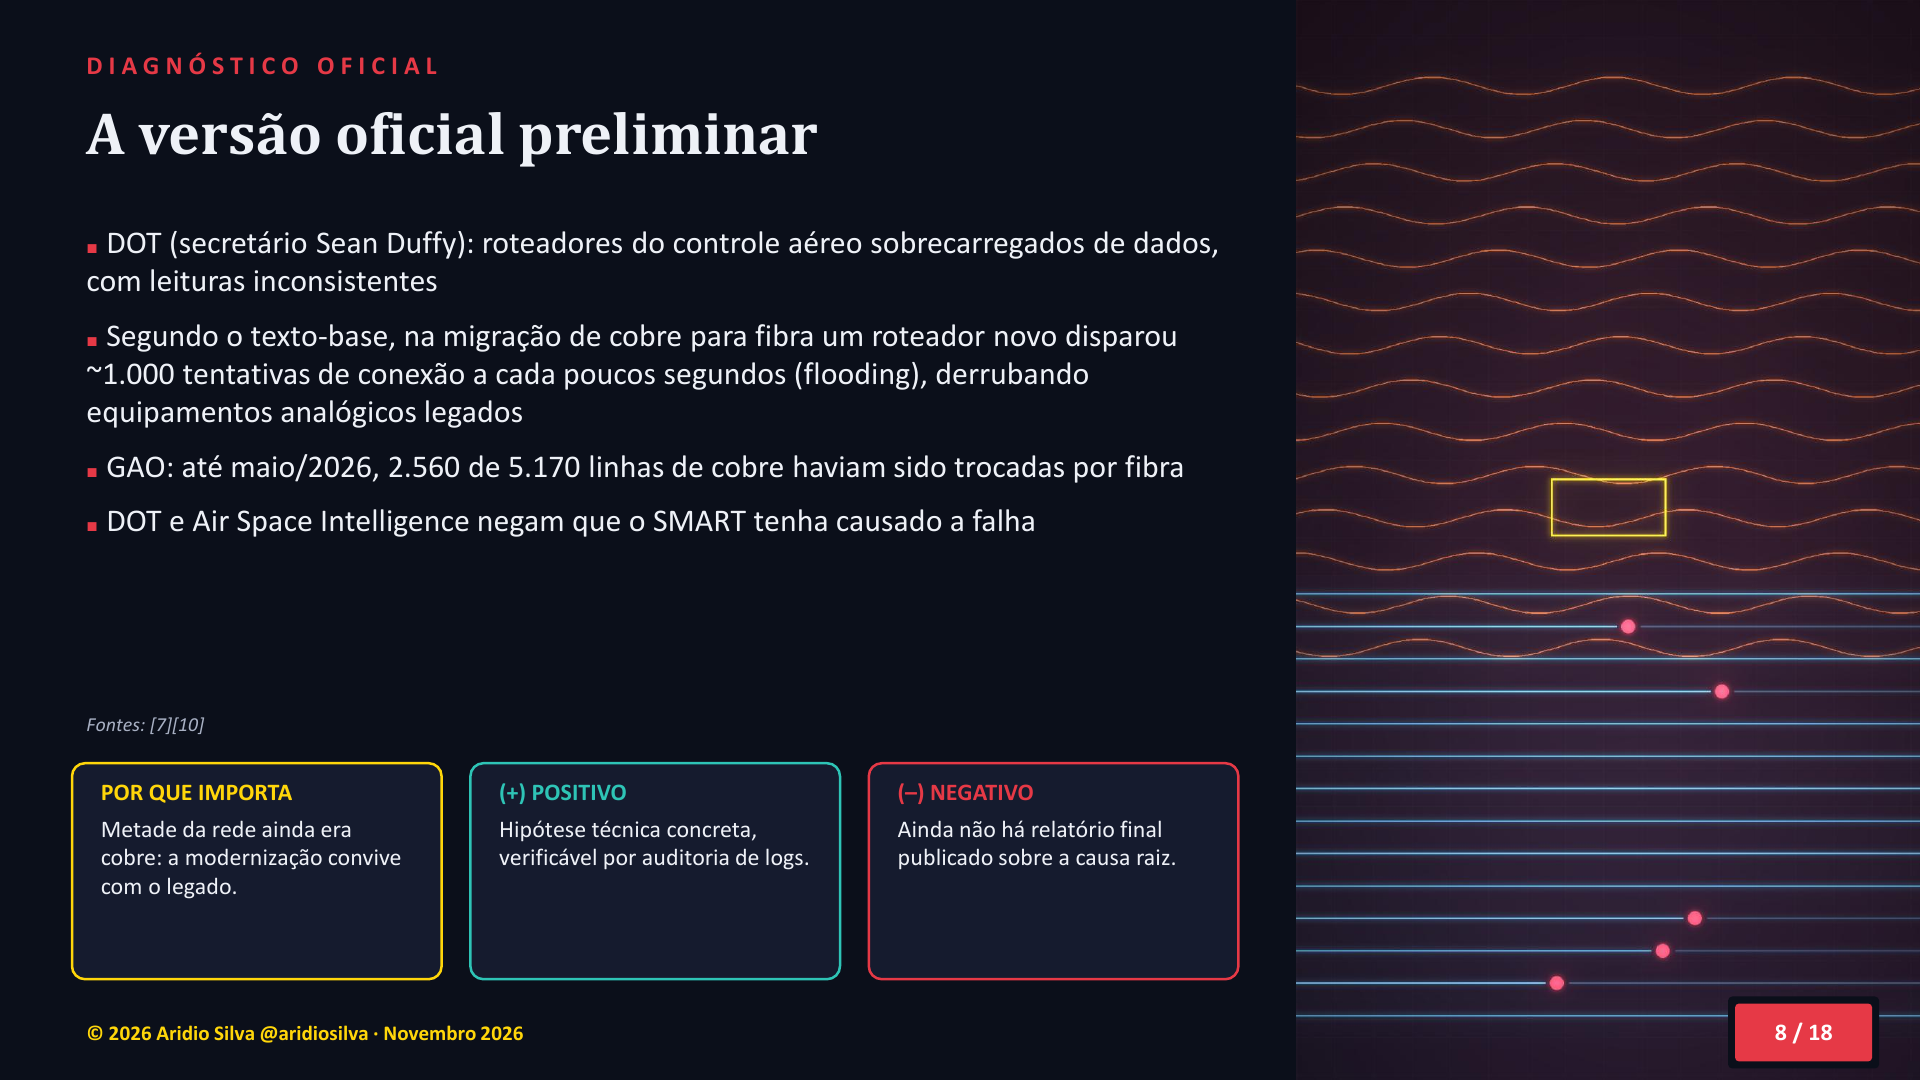 DIAGNÓSTICO OFICIAL
A versão oficial preliminar
▪ DOT (secretário Sean Duffy): roteadores do controle aéreo sobrecarregados de dados,
com leituras inconsistentes
▪ Segundo o texto-base, na migração de cobre para fibra um roteador novo disparou
~1.000 tentativas de conexão a cada poucos segundos (flooding), derrubando
equipamentos analógicos legados
▪ GAO: até maio/2026, 2.560 de 5.170 linhas de cobre haviam sido trocadas por fibra
▪ DOT e Air Space Intelligence negam que o SMART tenha causado a falha
Fontes: [7][10]
POR QUE IMPORTA
Metade da rede ainda era
cobre: a modernização convive
com o legado.
(+) POSITIVO
Hipótese técnica concreta,
verificável por auditoria de logs.
(–) NEGATIVO
Ainda não há relatório final
publicado sobre a causa raiz.
© 2026 Aridio Silva @aridiosilva · Novembro 2026
8 / 18